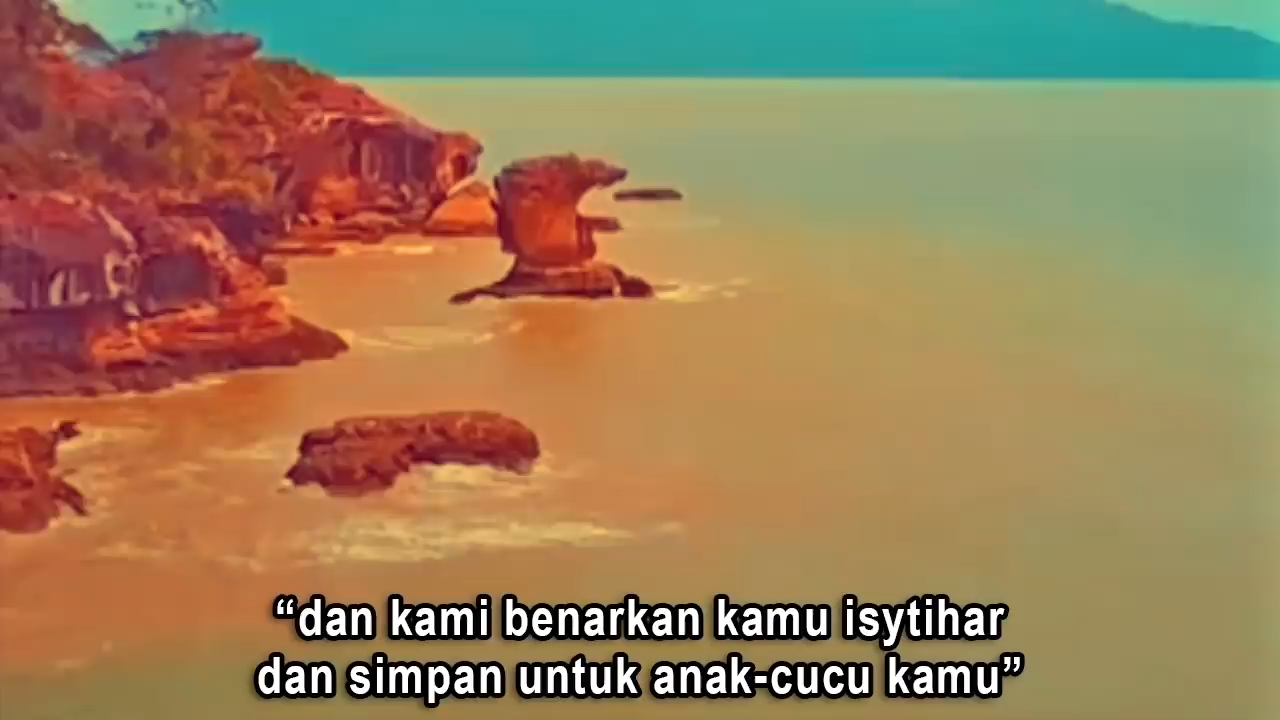 “dan kami benarkan kamu isytihar
dan simpan untuk anak-cucu kamu”